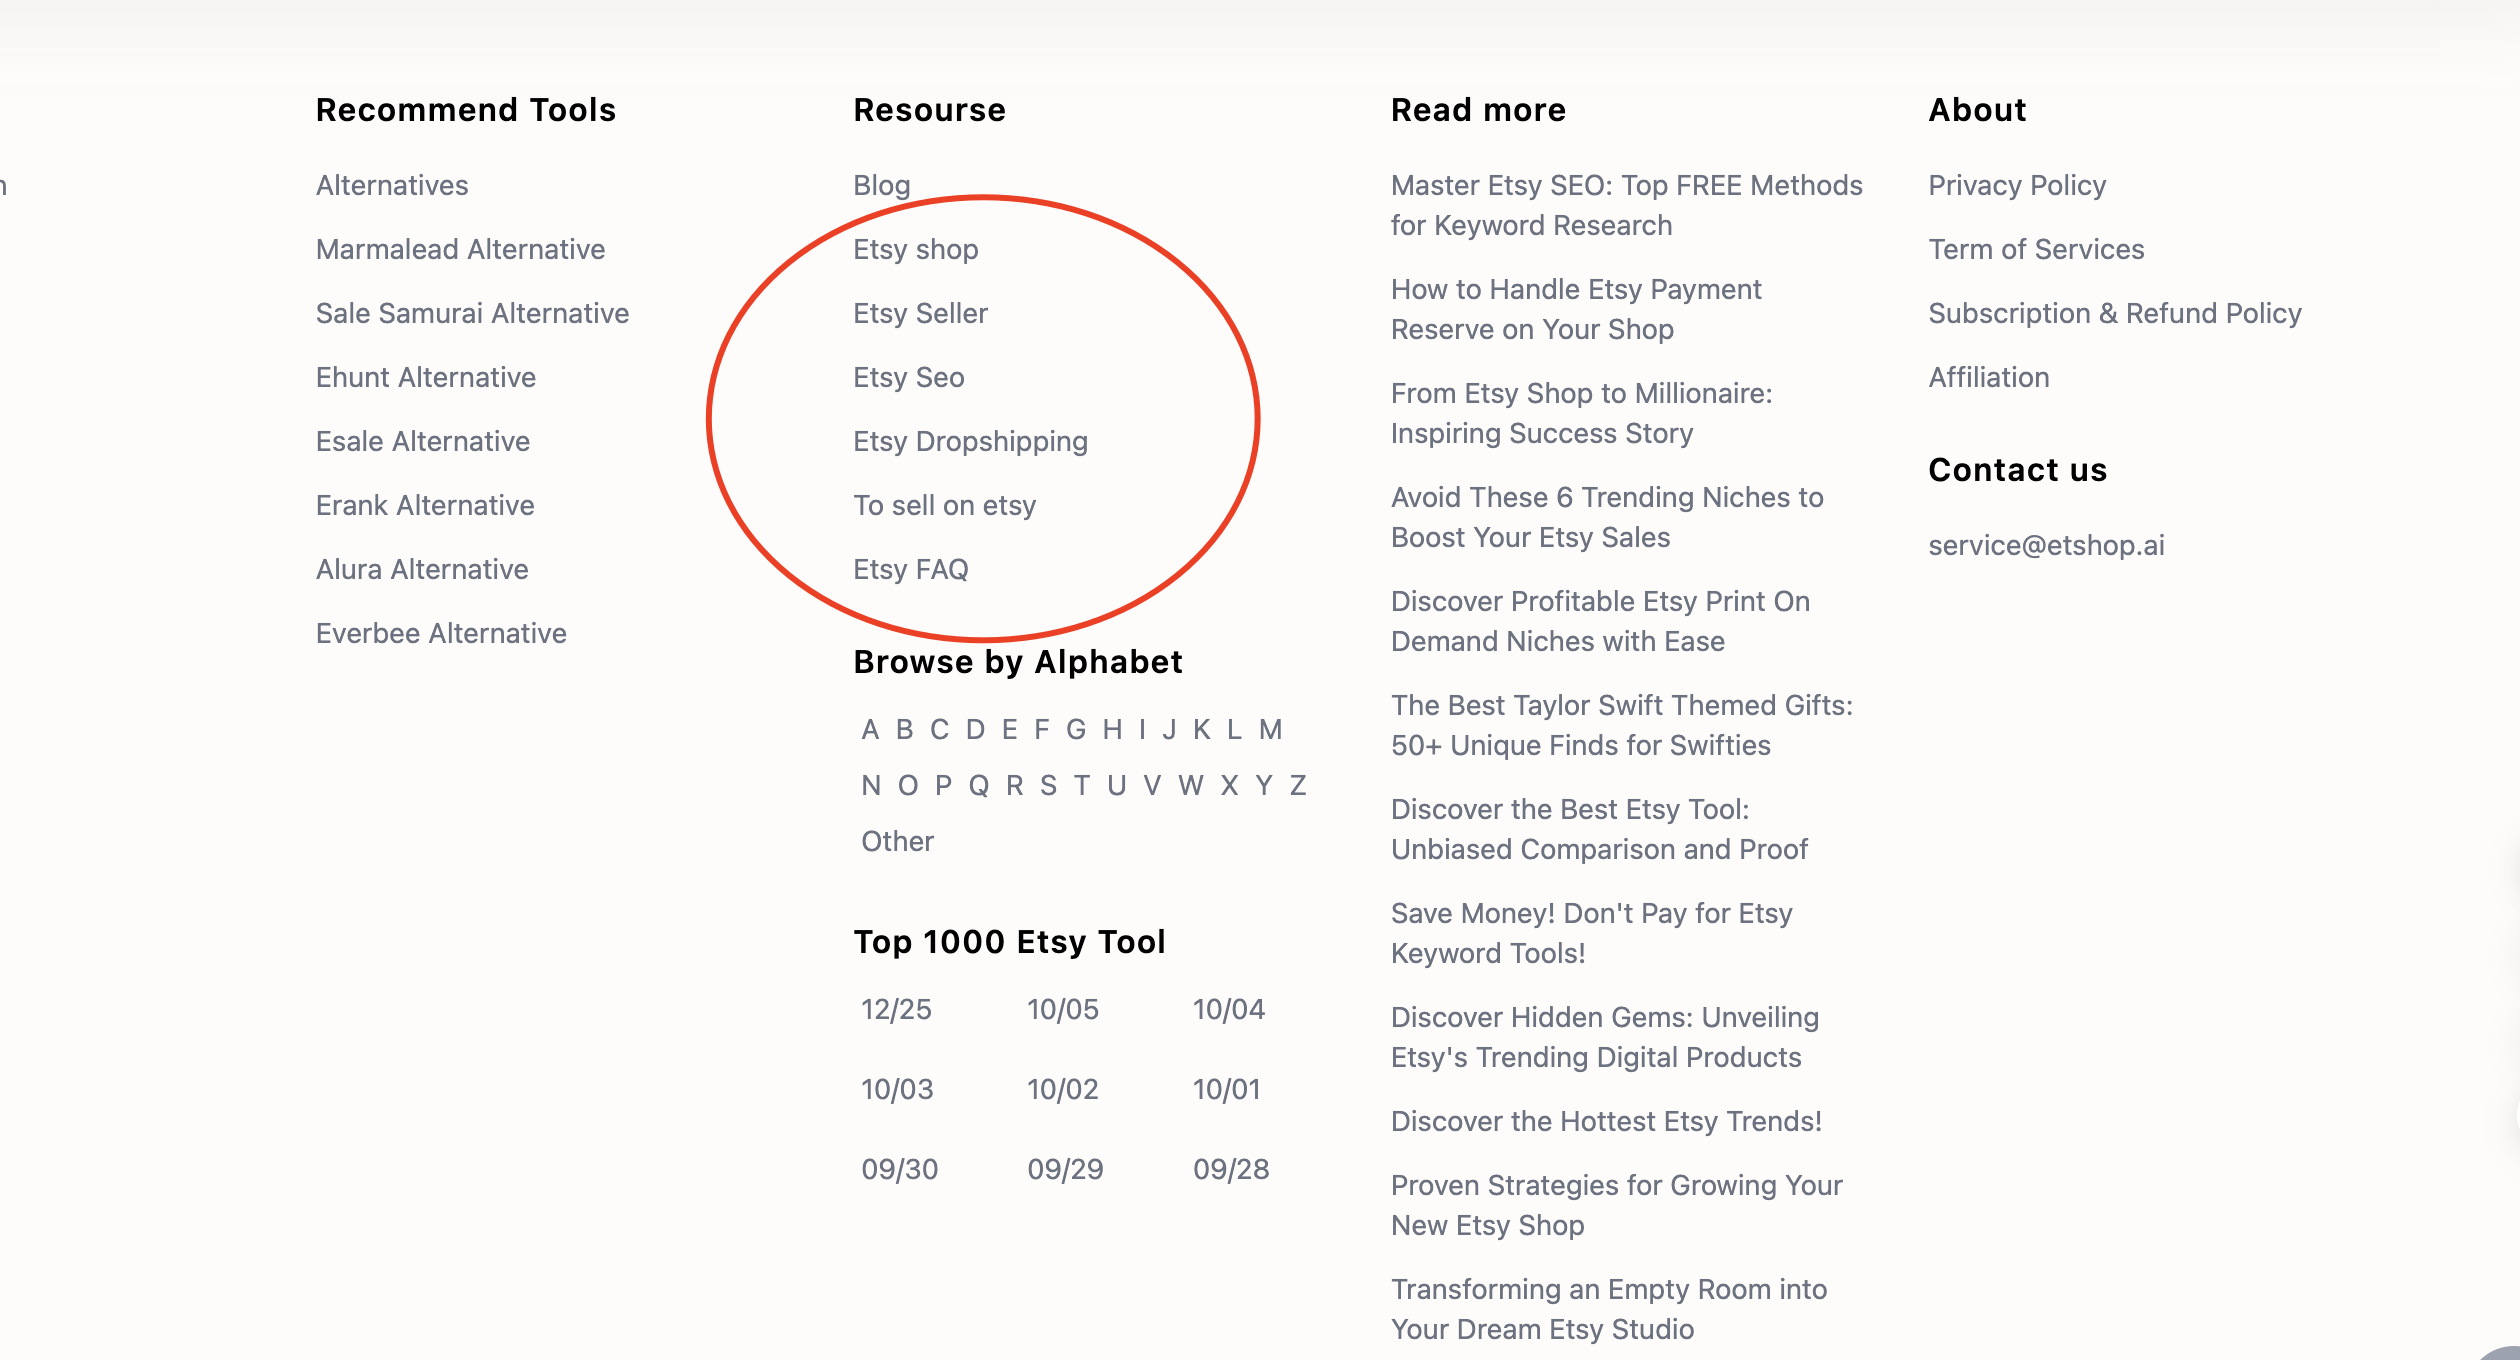 Recommend Tools
Alternatives
Marmalead Alternative
Sale Samurai Alternative
Ehunt Alternative
Esale Alternative
Erank Alternative
Alura Alternative
Everbee Alternative
Resourse
Blog
Etsy shop
Etsy Seller
Etsy Seo
Etsy Dropshipping
To sell on etsy
Etsy FAQ
Browse by Alphabet
A B C D E F G H I J K L M
N O P Q R S T U V W X Y Z
Other
Top 1000 Etsy Tool
12/25 10/05 10/04
10/03 10/02 10/01
09/30 09/29 09/28
Read more
Master Etsy SEO: Top FREE Methods
for Keyword Research
How to Handle Etsy Payment
Reserve on Your Shop
From Etsy Shop to Millionaire:
Inspiring Success Story
Avoid These 6 Trending Niches to
Boost Your Etsy Sales
Discover Profitable Etsy Print On
Demand Niches with Ease
The Best Taylor Swift Themed Gifts:
50+ Unique Finds for Swifties
Discover the Best Etsy Tool:
Unbiased Comparison and Proof
Save Money! Don't Pay for Etsy
Keyword Tools!
Discover Hidden Gems: Unveiling
Etsy's Trending Digital Products
Discover the Hottest Etsy Trends!
Proven Strategies for Growing Your
New Etsy Shop
Transforming an Empty Room into
Your Dream Etsy Studio
About
Privacy Policy
Term of Services
Subscription & Refund Policy
Affiliation
Contact us
service@etshop.ai